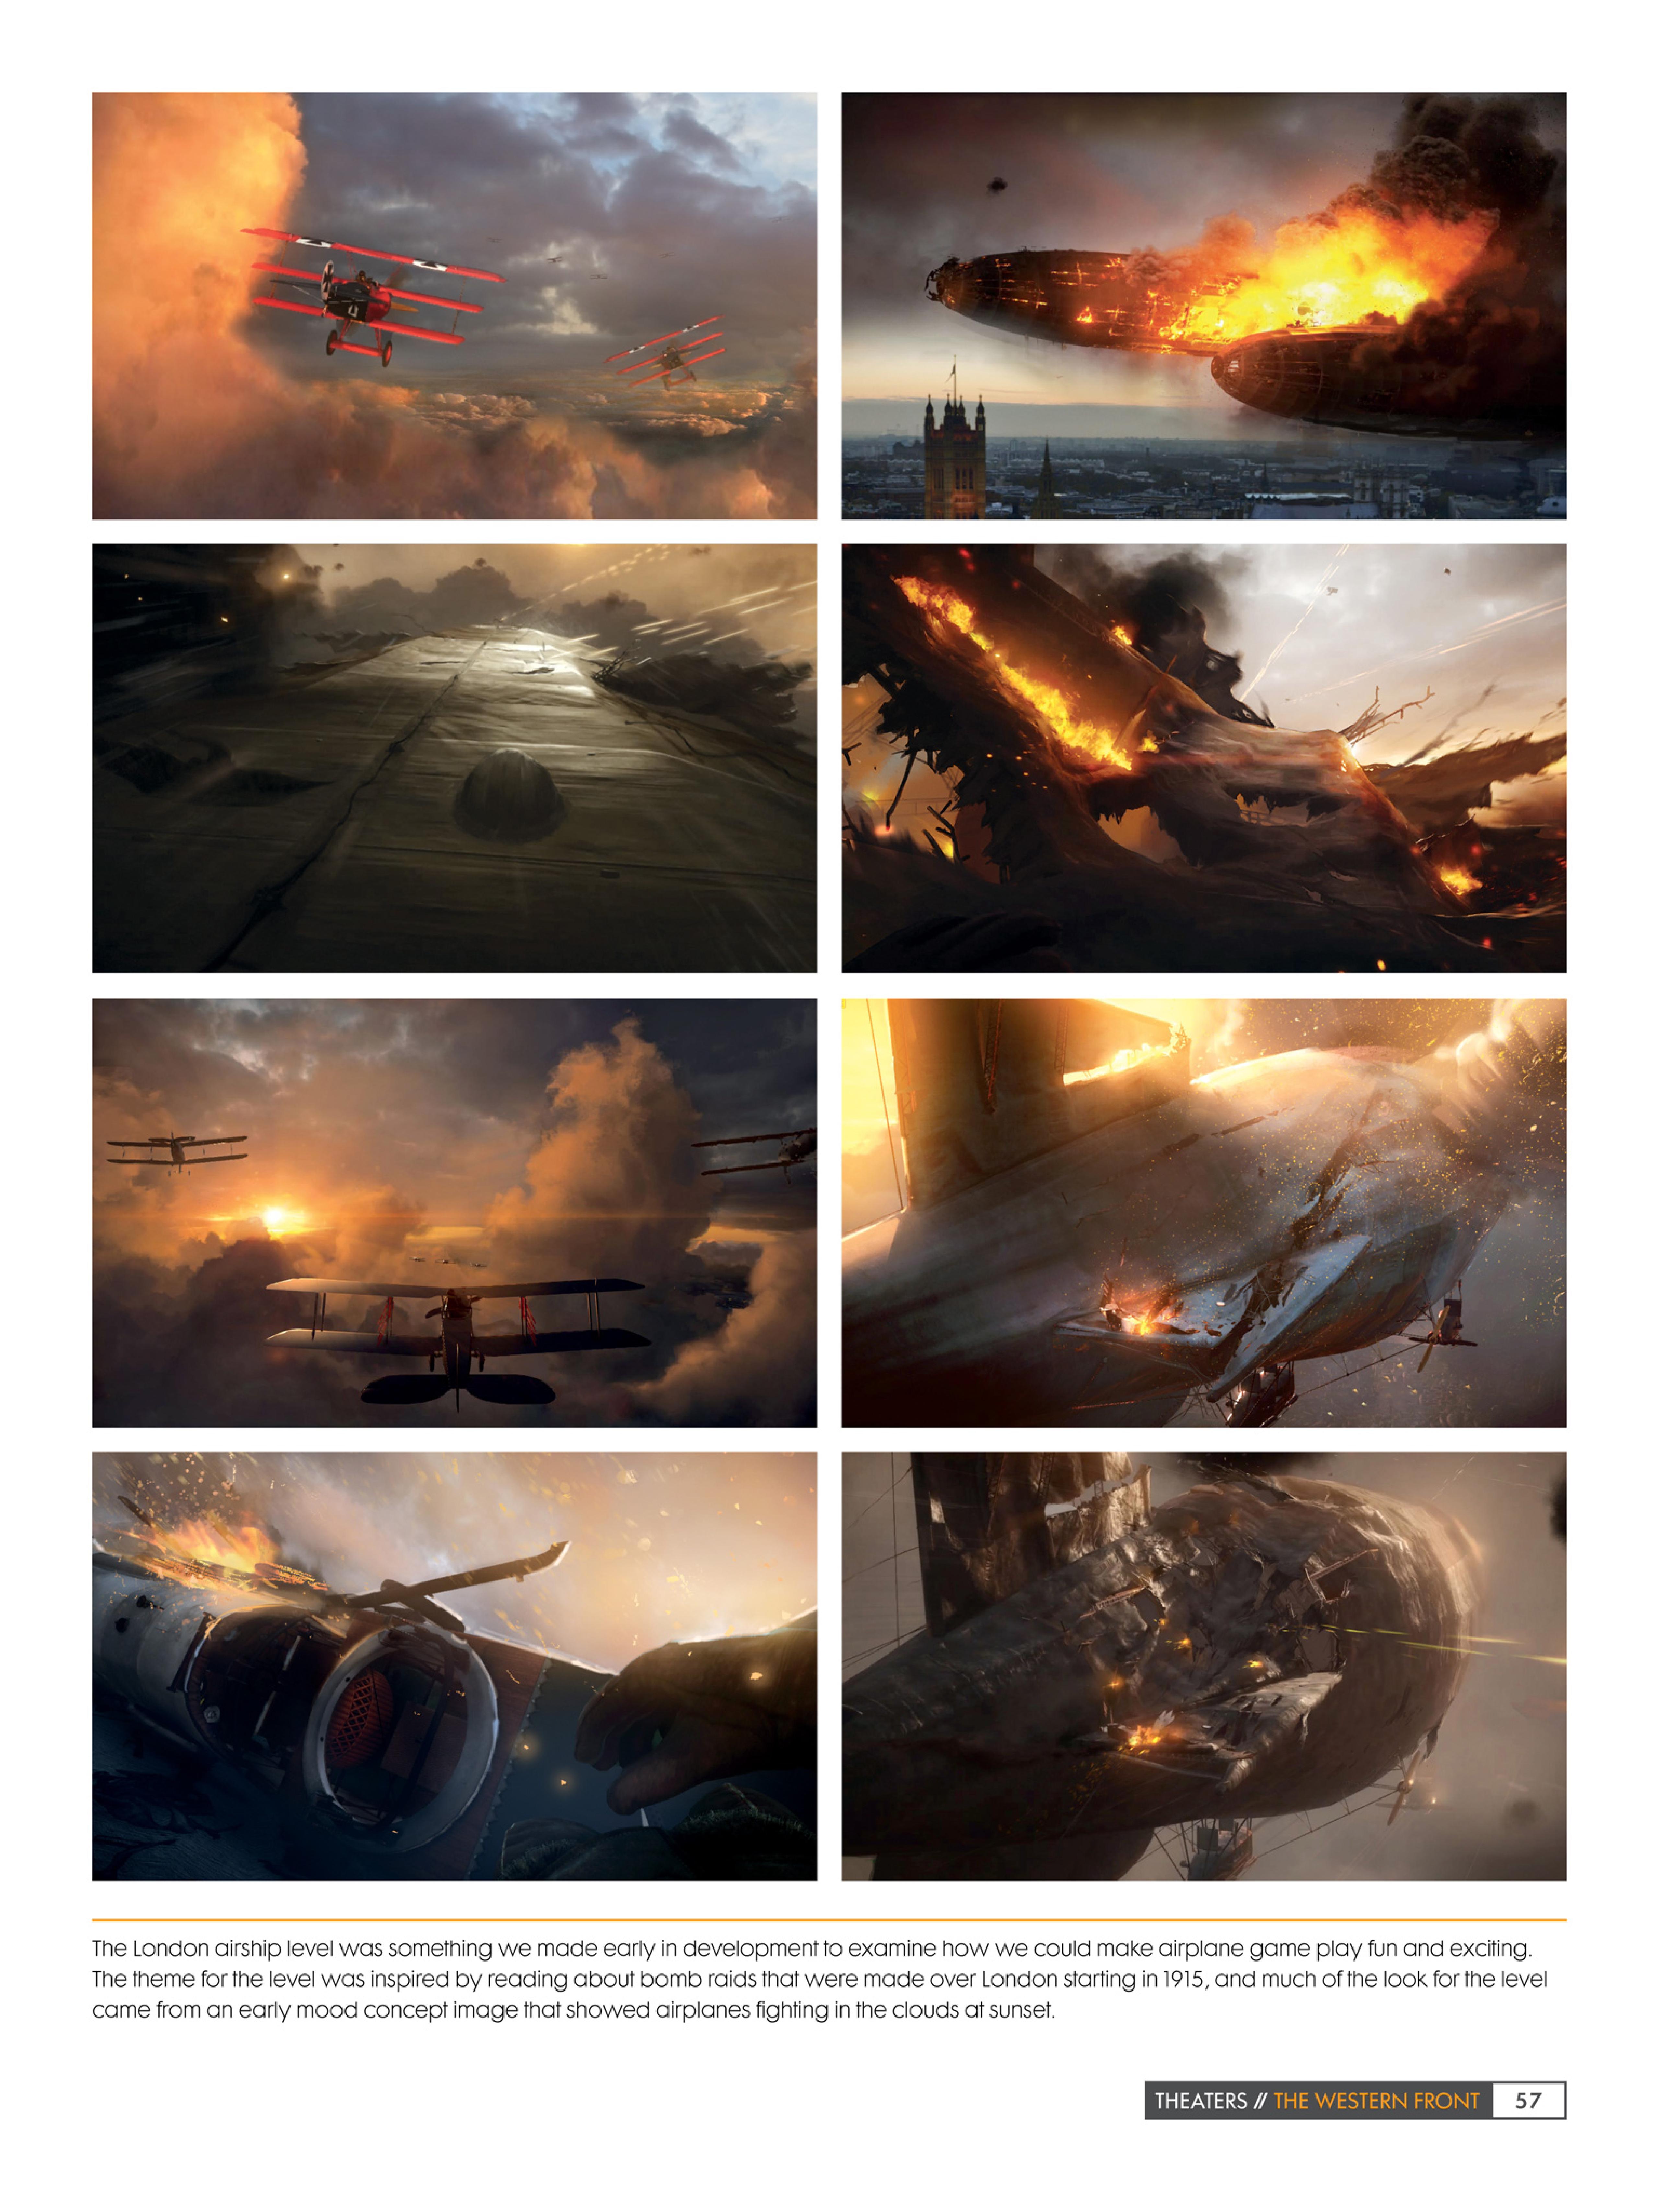 The London airship level was something we made early in development to examine how we could make airplane game play fun and exciting.
The theme for the level was inspired by reading about bomb raids that were made over London starting in 1915, and much of the look for the level
came from an early mood concept image that showed airplanes fighting in the clouds at sunset.
THEATERS // THE WESTERN FRONT 57